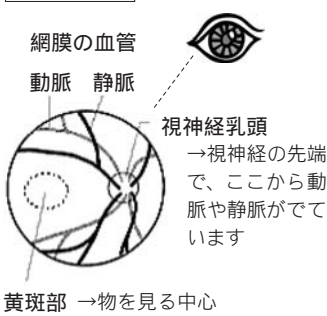 網膜の血管
動脈 静脈
視神経乳頭
→視神経の先端
で、ここから動
脈や静脈がでて
います
黄斑部 →物を見る中心